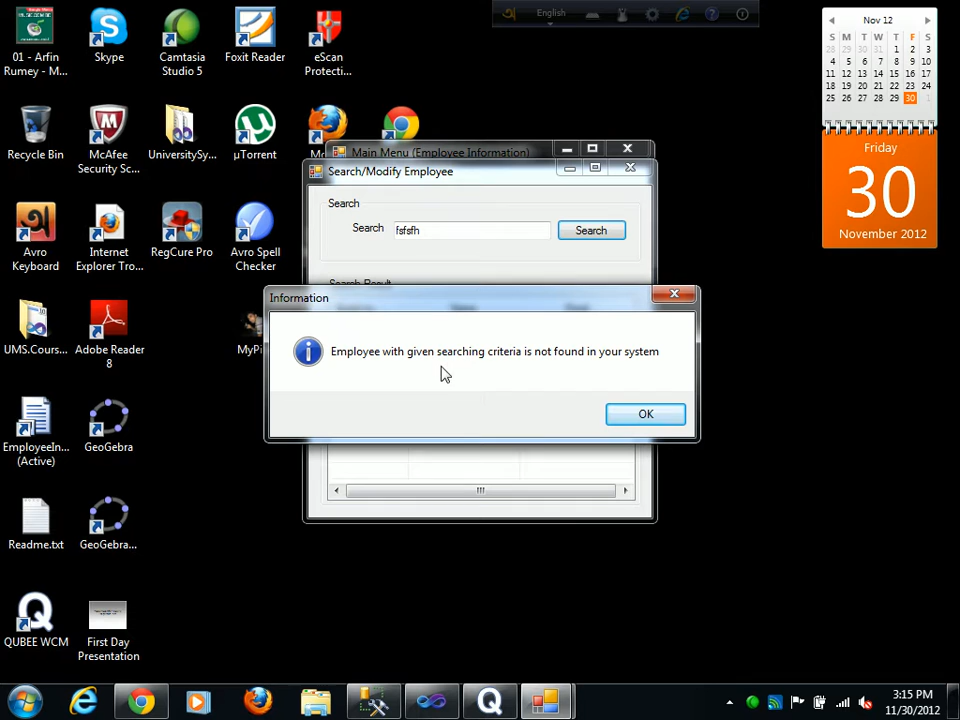 01 - Arfin
Rumey - M...
Skype
Camtasia
Studio 5
Foxit Reader
eScan
Protecti...
English
Nov 12
S M T W T F S
28 29 30 31 1 2 3
4 5 6 7 8 9 10
11 12 13 14 15 16 17
18 19 20 21 22 23 24
25 26 27 28 29 30 1
Friday
30
November 2012
Recycle Bin
McAfee
Security Sc...
UniversitySy...
µTorrent
Main Menu (Employee Information)
Search/Modify Employee
Search
Search
fsfsfh
Search
Search Result
Avro
Keyboard
Internet
Explorer Tro...
RegCure Pro
Avro Spell
Checker
Information
Employee with given searching criteria is not found in your system
OK
UMS.Cours...
Adobe Reader
8
MyPi
EmployeeIn...
(Active)
GeoGebra
Readme.txt
GeoGebra...
QUBEE WCM
First Day
Presentation
3:15 PM
11/30/2012